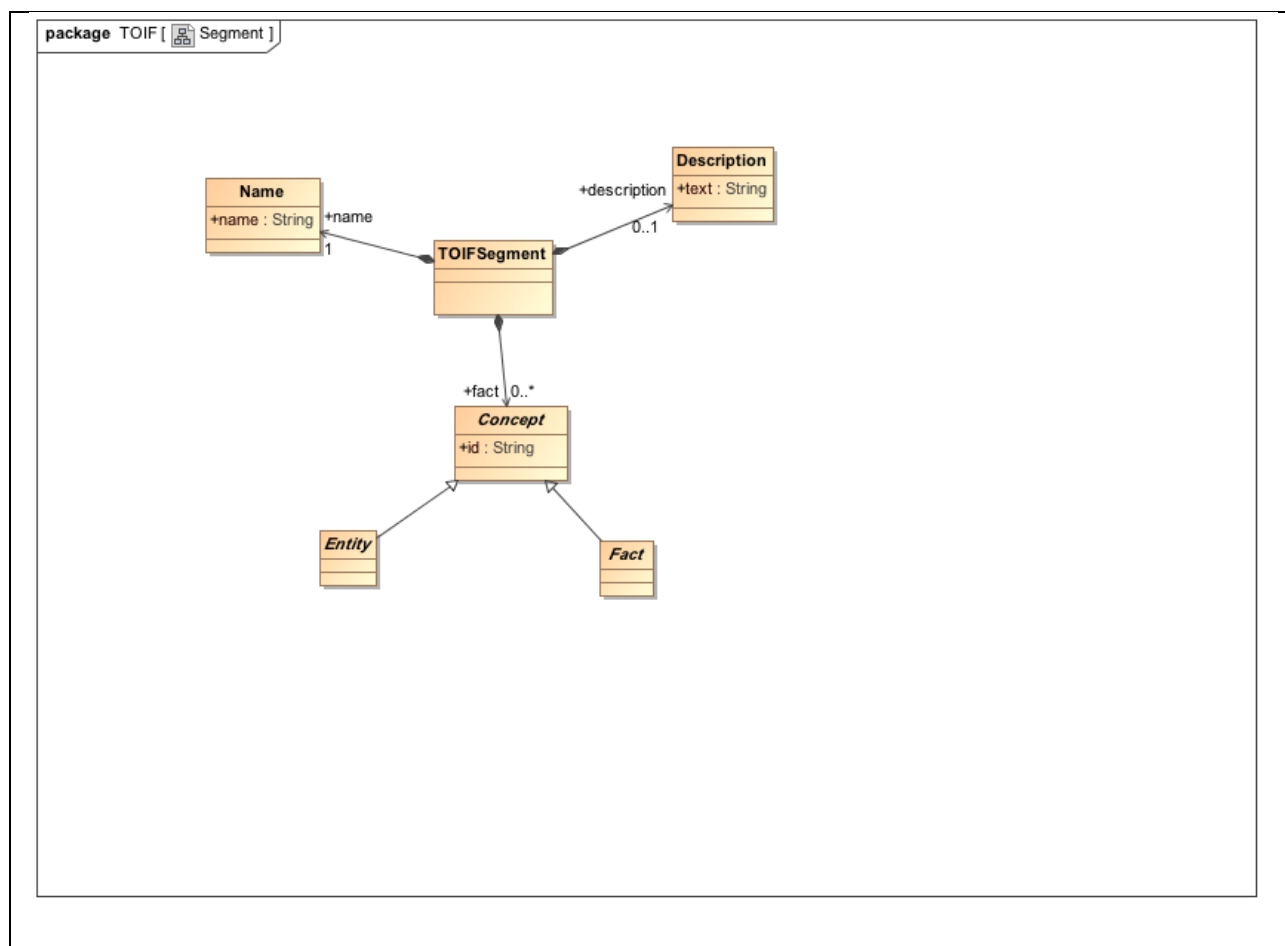 package TOIF [ Segment ]
Description
+text : String
+description
0..1
Name
+name : String
+name
1
TOIFSegment
+fact 0..*
Concept
+id : String
Entity
Fact